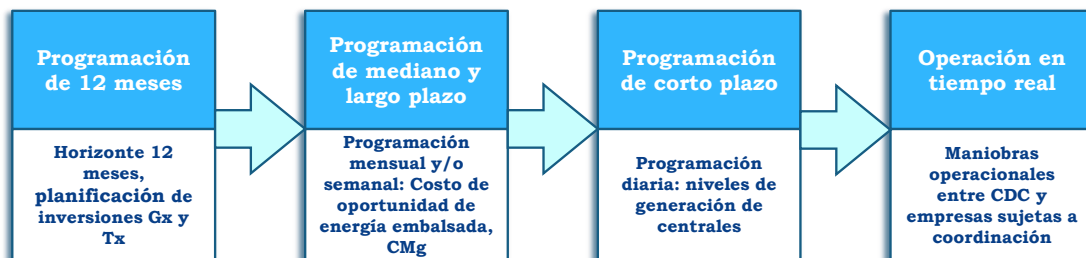 Programación
de 12 meses
Horizonte 12
meses,
planificación de
inversiones Gx y
Tx
Programación
de mediano y
largo plazo
Programación
mensual y/o
semanal: Costo de
oportunidad de
energía embalsada,
CMg
Programación
de corto plazo
Programación
diaria: niveles de
generación de
centrales
Operación en
tiempo real
Maniobras
operacionales
entre CDC y
empresas sujetas a
coordinación